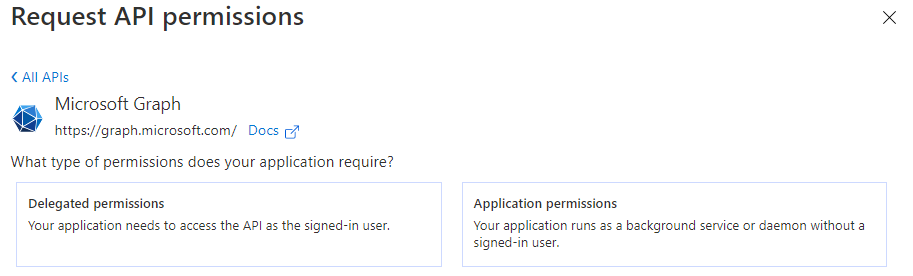 Request API permissions
All APIs
Microsoft Graph
https://graph.microsoft.com/ Docs
What type of permissions does your application require?
Delegated permissions
Your application needs to access the API as the signed-in user.
Application permissions
Your application runs as a background service or daemon without a
signed-in user.